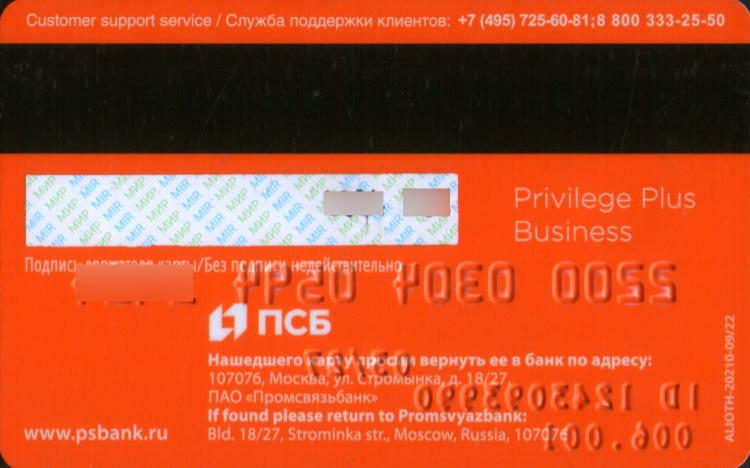 Customer support service / Служба поддержки клиентов: +7 (495) 725-60-81;8 800 333-25-50
Privilege Plus
Business
Подпись держателя карты/Без подписи недействительно
ПСБ
Нашедшего карту просим вернуть ее в банк по адресу:
107076, Москва, ул. Стромынка, д. 18/27,
ПАО «Промсвязьбанк»
If found please return to Promsvyazbank:
www.psbank.ru
Bld. 18/27, Strominka str., Moscow, Russia, 107076
ALIOTH-20210-09/22